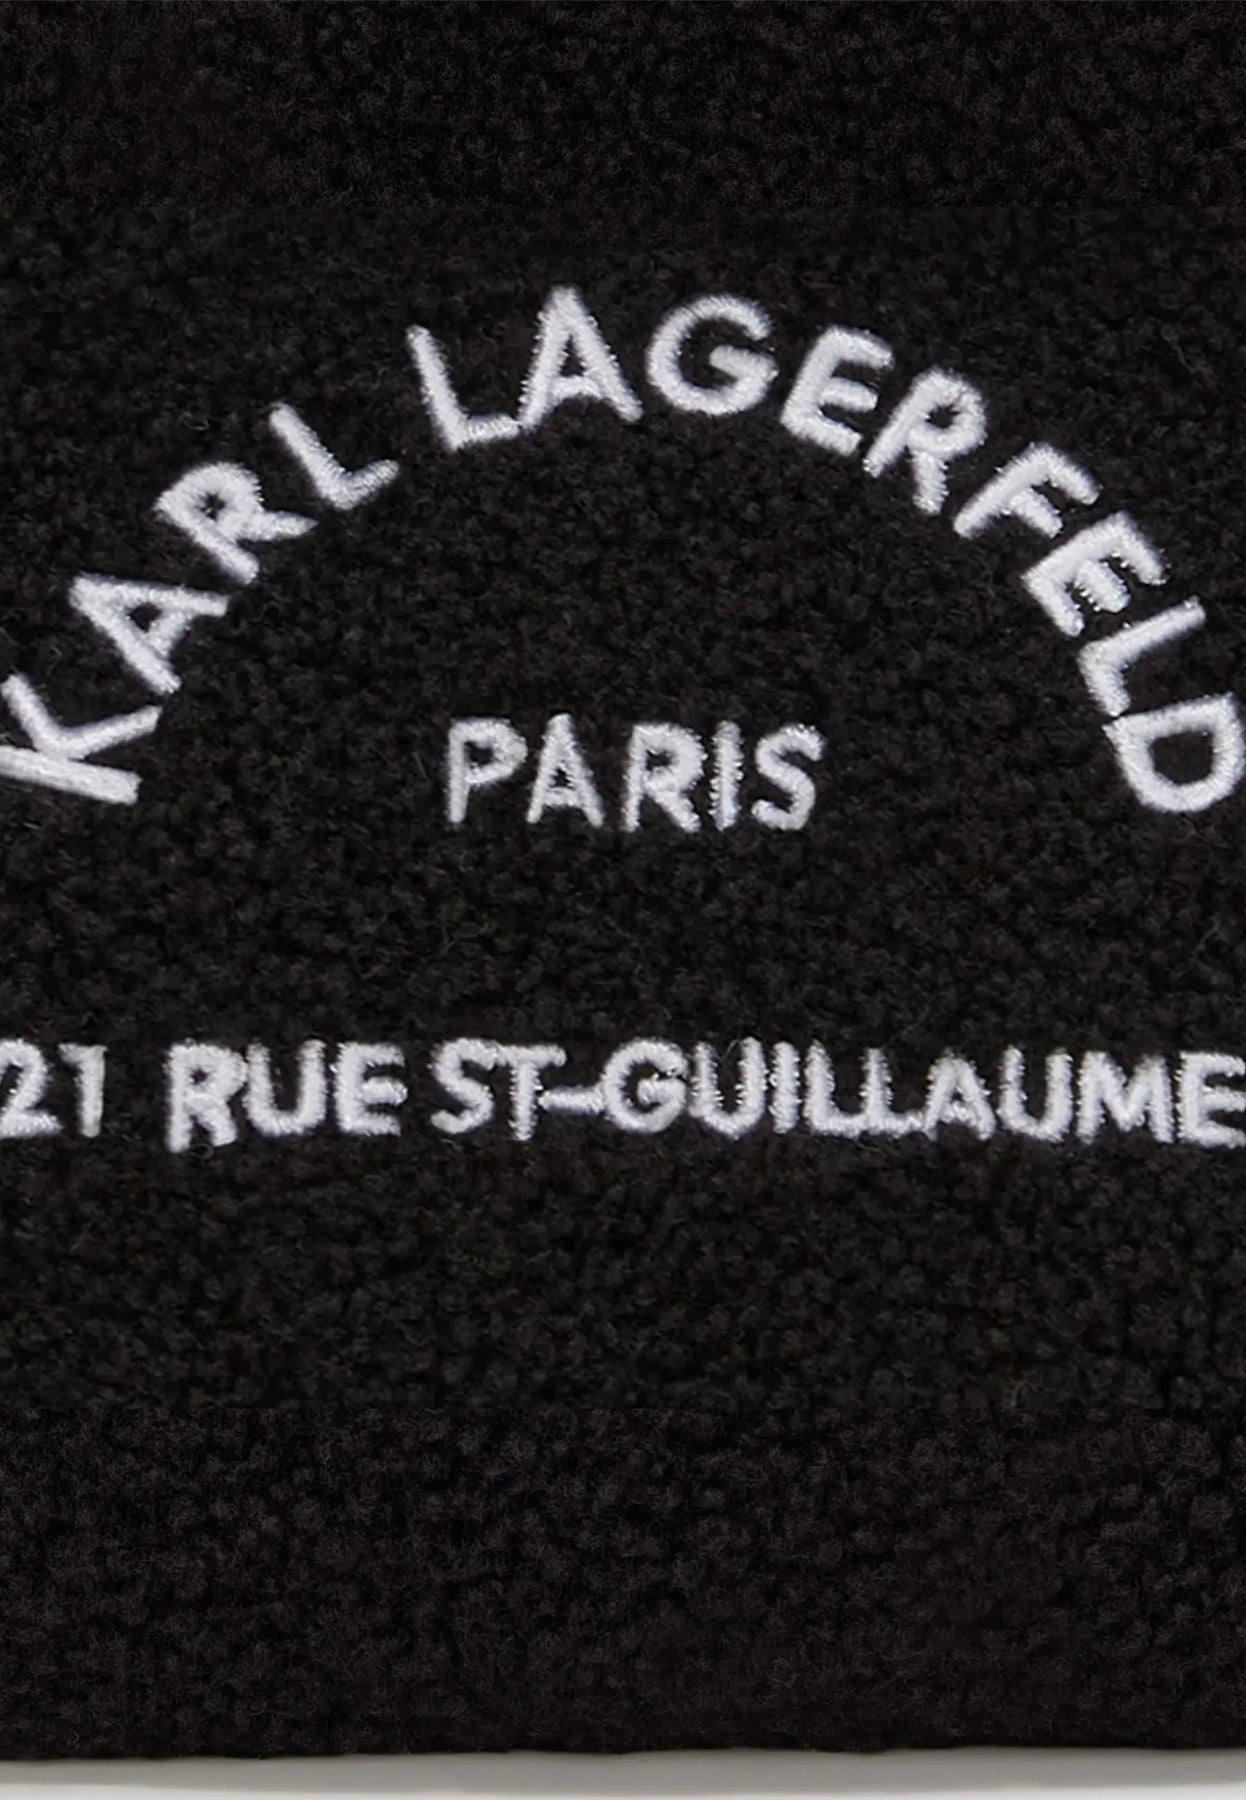 KARL LAGERFELD
PARIS
21 RUE ST-GUILLAUME